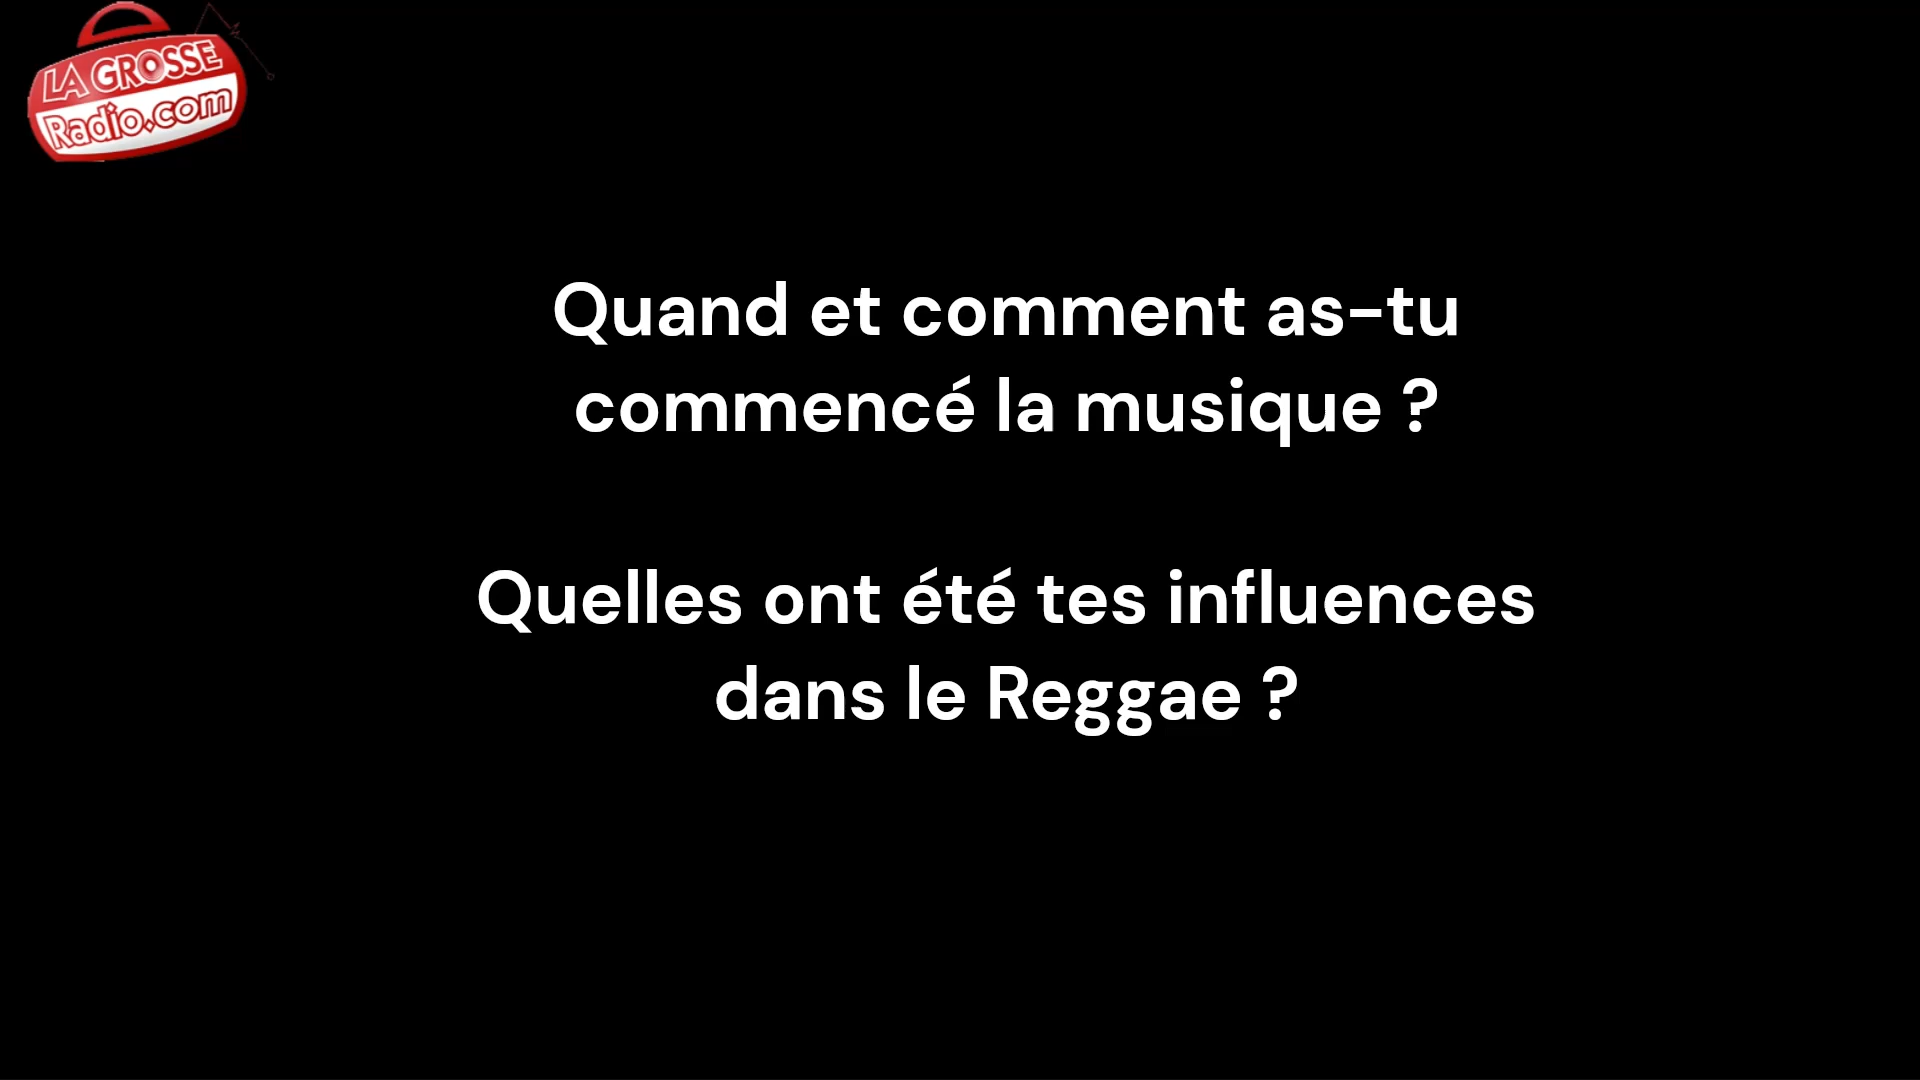 LA GROSSE
Radio.com
Quand et comment as-tu
commencé la musique ?
Quelles ont été tes influences
dans le Reggae ?